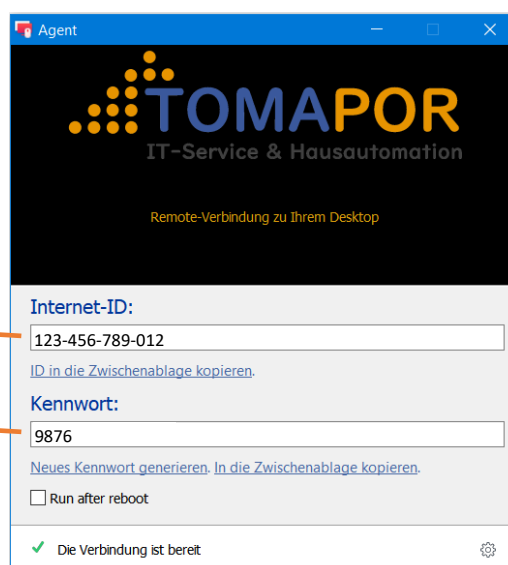 Agent
TOMAPOR
IT-Service & Hausautomation
Remote-Verbindung zu Ihrem Desktop
Internet-ID:
123-456-789-012
ID in die Zwischenablage kopieren.
Kennwort:
9876
Neues Kennwort generieren. In die Zwischenablage kopieren.
Run after reboot
Die Verbindung ist bereit